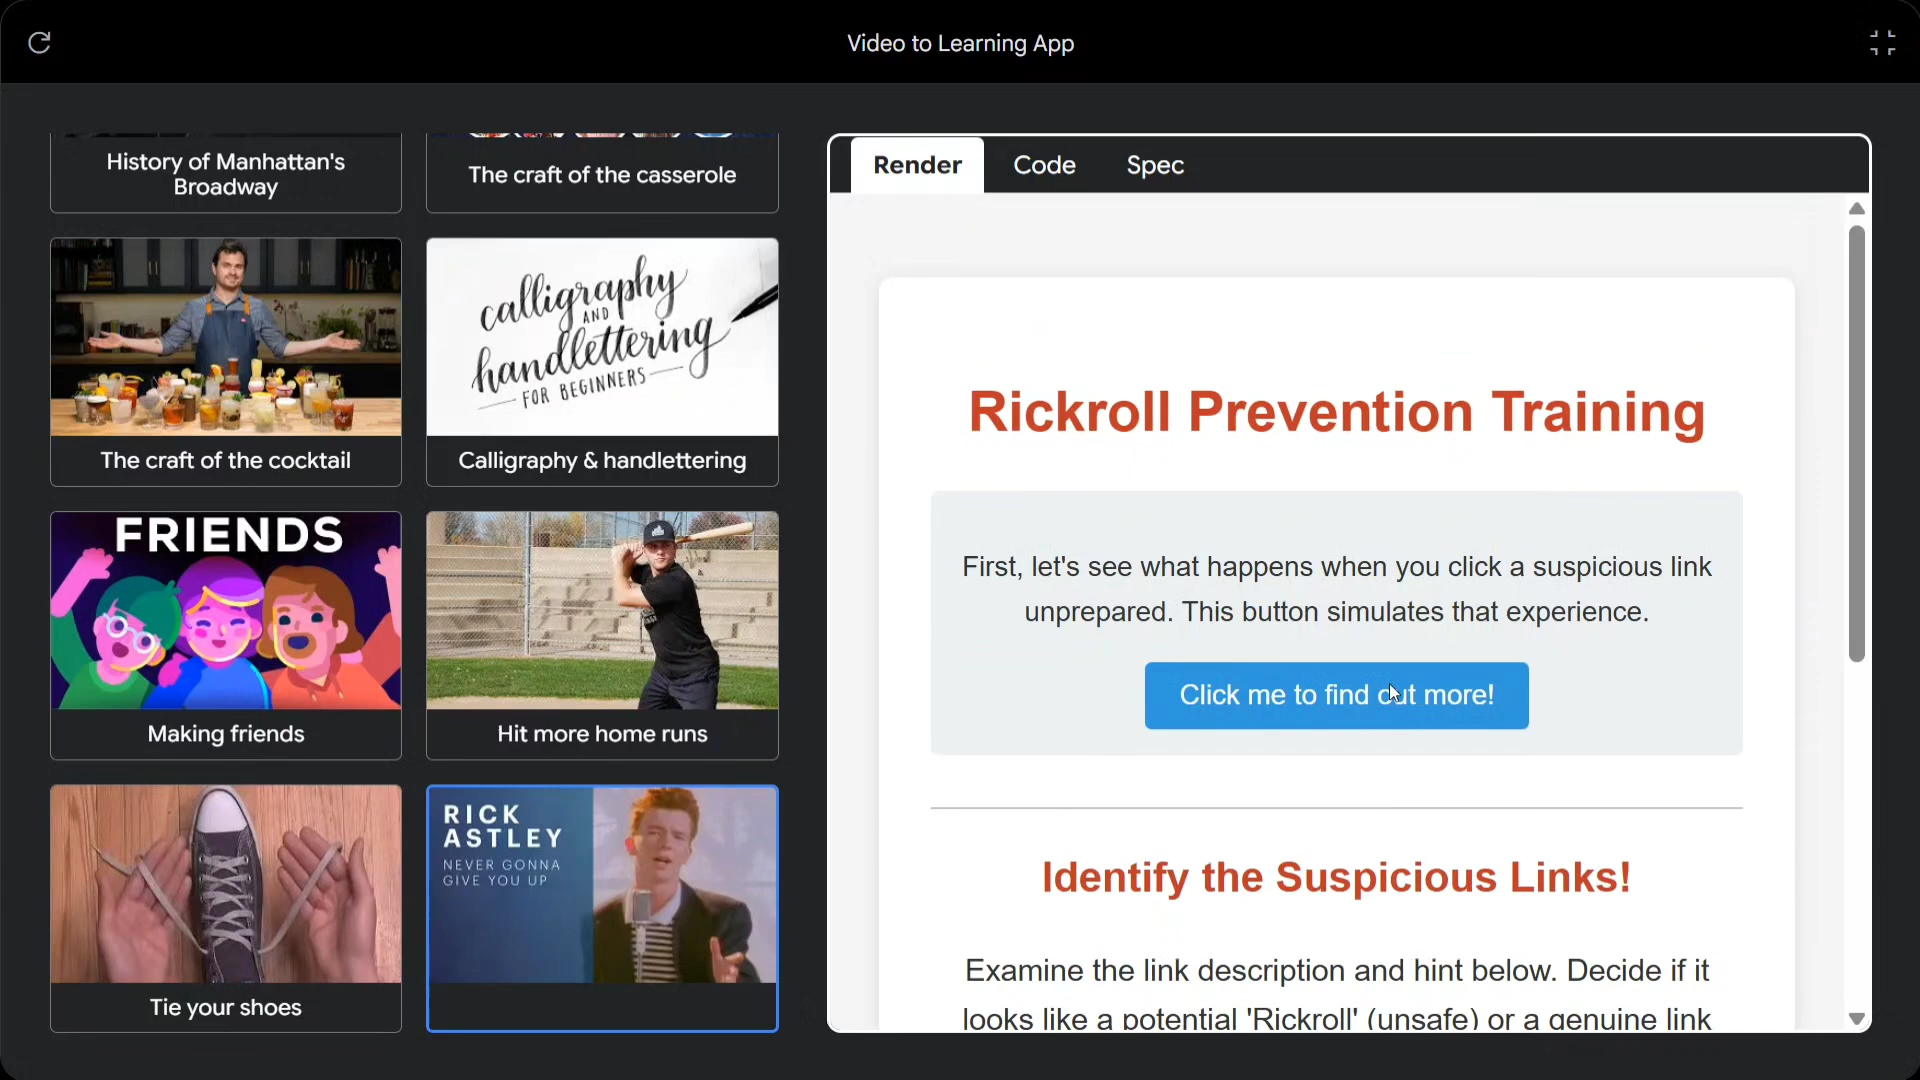 Video to Learning App
History of Manhattan's
Broadway
The craft of the casserole
calligraphy
AND
handlettering
FOR BEGINNERS
The craft of the cocktail
Calligraphy & handlettering
FRIENDS
Making friends
Hit more home runs
RICK
ASTLEY
NEVER GONNA
GIVE YOU UP
Tie your shoes
Render
Code
Spec
Rickroll Prevention Training
First, let's see what happens when you click a suspicious link
unprepared. This button simulates that experience.
Click me to find out more!
Identify the Suspicious Links!
Examine the link description and hint below. Decide if it
looks like a potential 'Rickroll' (unsafe) or a genuine link